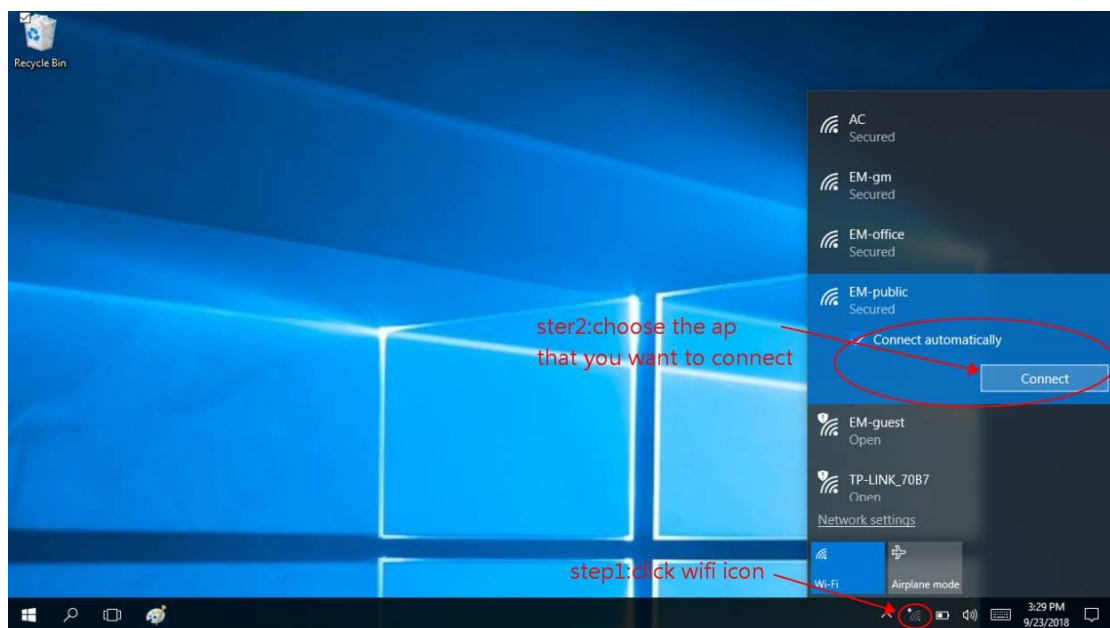 Recycle Bin
AC
Secured
EM-gm
Secured
EM-office
Secured
EM-public
Secured
ster2:choose the ap
that you want to connect
Connect automatically
Connect
EM-guest
Open
TP-LINK_70B7
Open
Network settings
step1:click wifi icon
Wi-Fi
Airplane mode
3:29 PM
9/23/2018